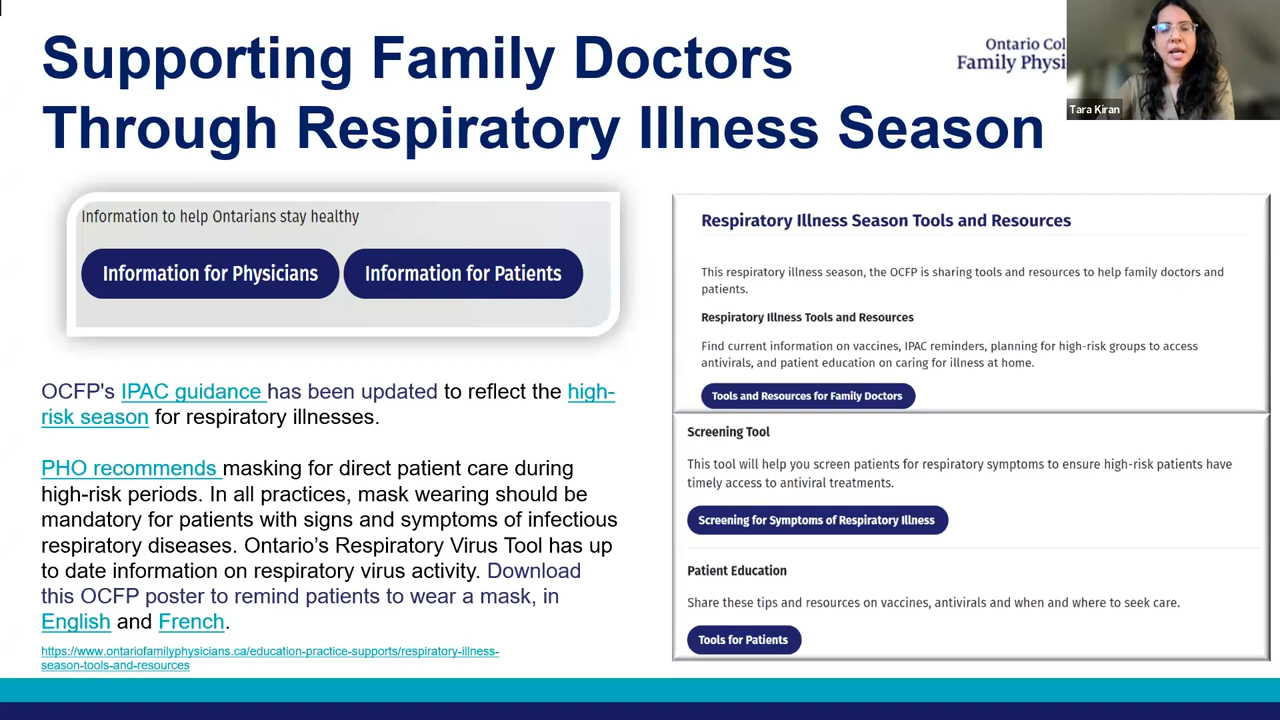 Supporting Family Doctors
Through Respiratory Illness Season
Ontario Col
Family Physi
Tara Kiran
Information to help Ontarians stay healthy
Information for Physicians
Information for Patients
OCFP's IPAC guidance has been updated to reflect the high-
risk season for respiratory illnesses.
PHO recommends masking for direct patient care during
high-risk periods. In all practices, mask wearing should be
mandatory for patients with signs and symptoms of infectious
respiratory diseases. Ontario’s Respiratory Virus Tool has up
to date information on respiratory virus activity. Download
this OCFP poster to remind patients to wear a mask, in
English and French.
https://www.ontariofamilyphysicians.ca/education-practice-supports/respiratory-illness-
season-tools-and-resources
Respiratory Illness Season Tools and Resources
This respiratory illness season, the OCFP is sharing tools and resources to help family doctors and
patients.
Respiratory Illness Tools and Resources
Find current information on vaccines, IPAC reminders, planning for high-risk groups to access
antivirals, and patient education on caring for illness at home.
Tools and Resources for Family Doctors
Screening Tool
This tool will help you screen patients for respiratory symptoms to ensure high-risk patients have
timely access to antiviral treatments.
Screening for Symptoms of Respiratory Illness
Patient Education
Share these tips and resources on vaccines, antivirals and when and where to seek care.
Tools for Patients